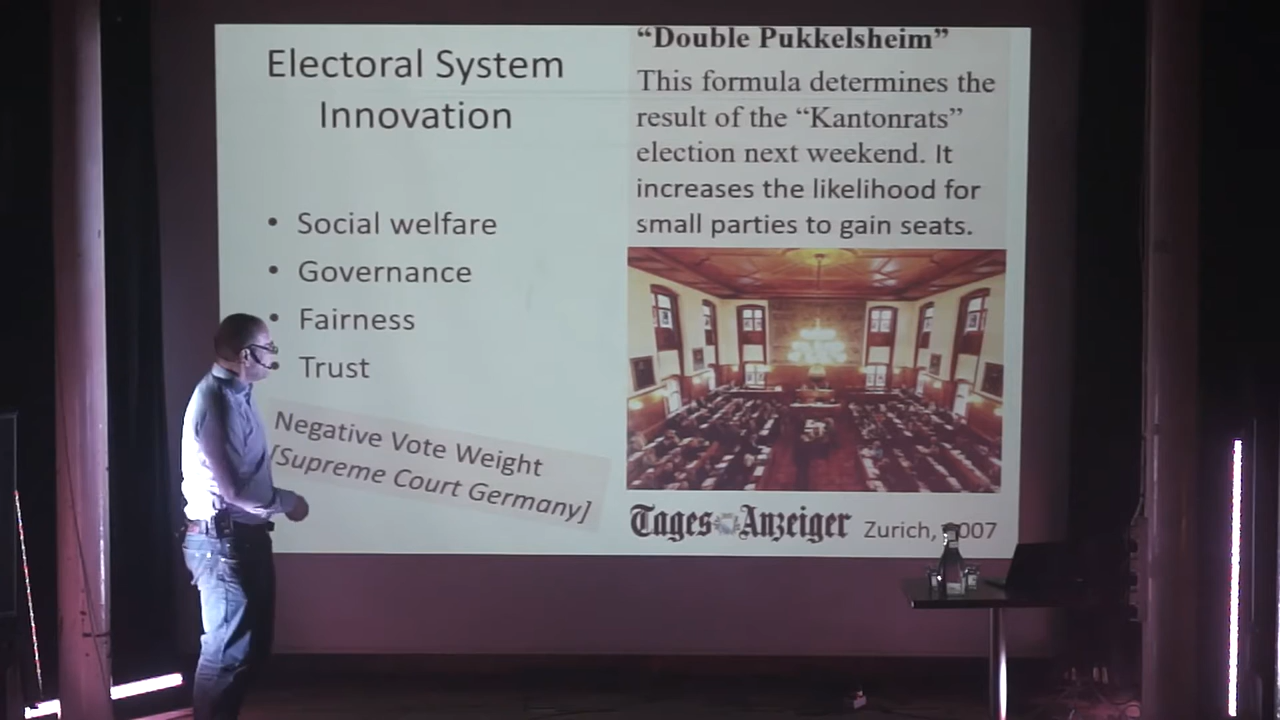 Electoral System
Innovation
• Social welfare
• Governance
• Fairness
• Trust
Negative Vote Weight
[Supreme Court Germany]
“Double Pukkelsheim”
This formula determines the
result of the “Kantonrats”
election next weekend. It
increases the likelihood for
small parties to gain seats.
Tages Anzeiger Zurich, 2007